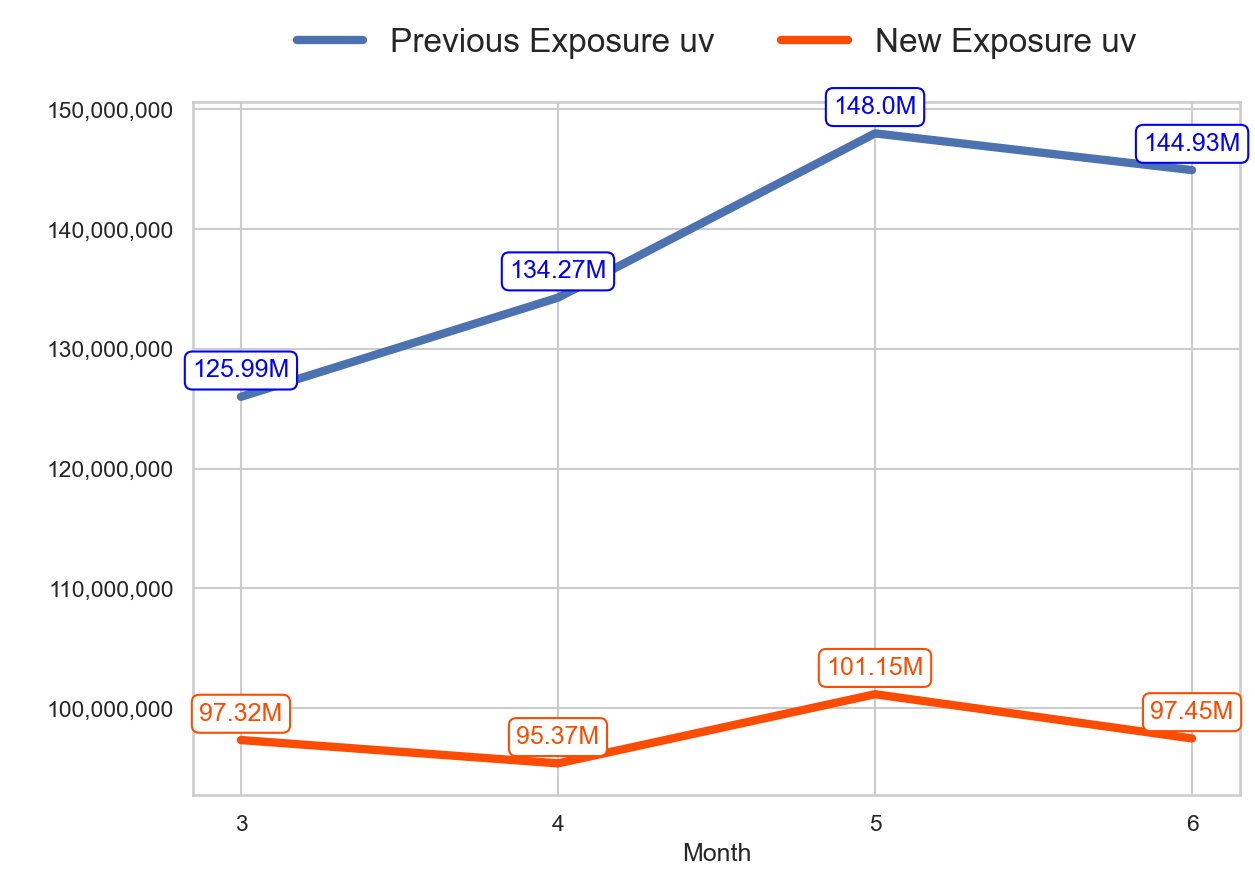 Previous Exposure uv New Exposure uv
150,000,000
148.0M
144.93M
140,000,000
134.27M
130,000,000
125.99M
120,000,000
110,000,000
101.15M
100,000,000
97.32M
97.45M
95.37M
3 4 5 6
Month